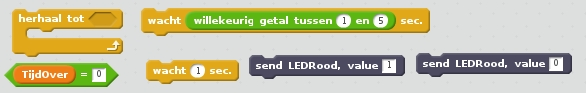 herhaal tot
wacht willekeurig getal tussen 1 en 5 sec.
TijdOver = 0
wacht 1 sec.
send LEDRood, value 1
send LEDRood, value 0